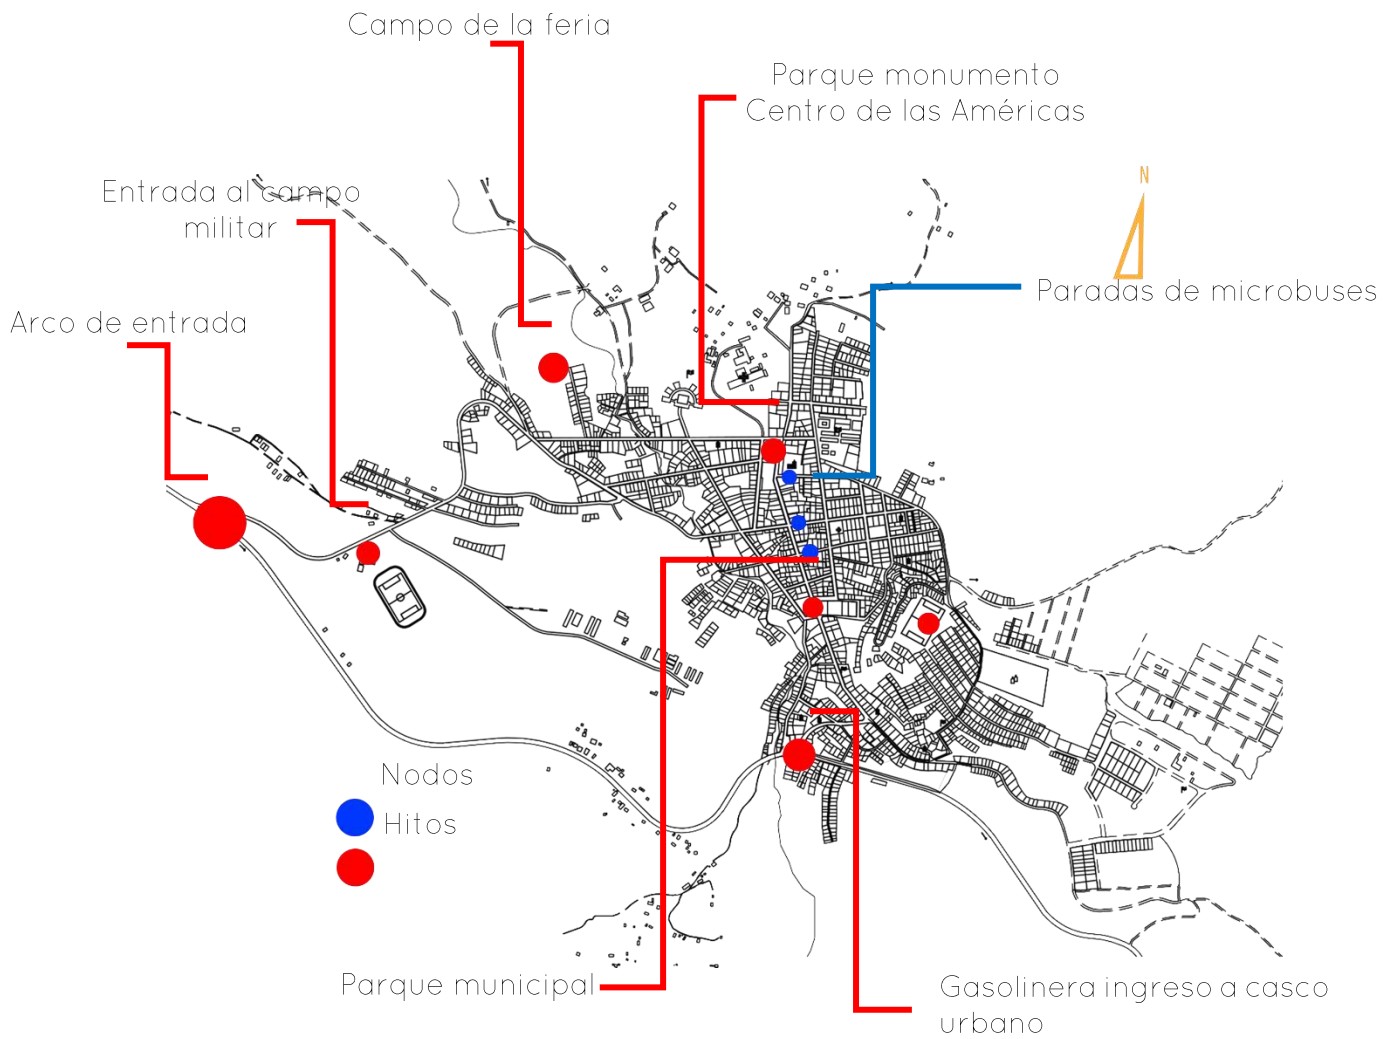 Campo de la feria
Parque monumento
Centro de las Américas
N
Entrada al campo
militar
Paradas de microbuses
Arco de entrada
Nodos
Hitos
Parque municipal
Gasolinera ingreso a casco
urbano